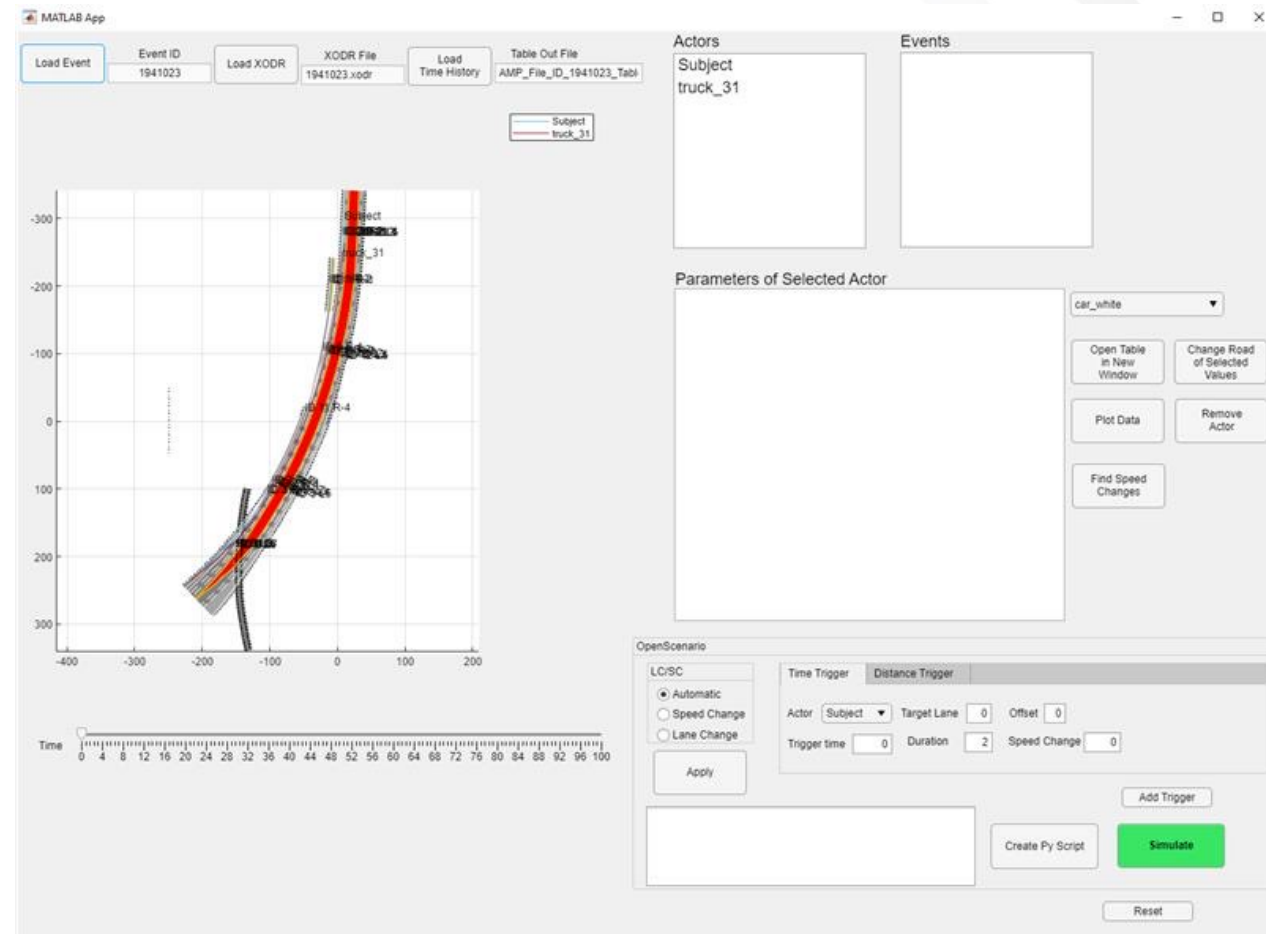 MATLAB App
Load Event
Event ID
1941023
Load XODR
XODR File
1941023.xodr
Load
Time History
Table Out File
AMP_File_ID_1941023_Tabl
Subject
truck_31
Subject
truck_31
R-4
-300
-200
-100
0
100
200
300
-400 -300 -200 -100 0 100 200
Time
0 4 8 12 16 20 24 28 32 36 40 44 48 52 56 60 64 68 72 76 80 84 88 92 96 100
Actors
Subject
truck_31
Events
Parameters of Selected Actor
car_white
Open Table
in New
Window
Change Road
of Selected
Values
Plot Data
Remove
Actor
Find Speed
Changes
OpenScenario
LC/SC
Automatic
Speed Change
Lane Change
Apply
Time Trigger Distance Trigger
Actor Subject Target Lane 0 Offset 0
Trigger time 0 Duration 2 Speed Change 0
Add Trigger
Create Py Script
Simulate
Reset